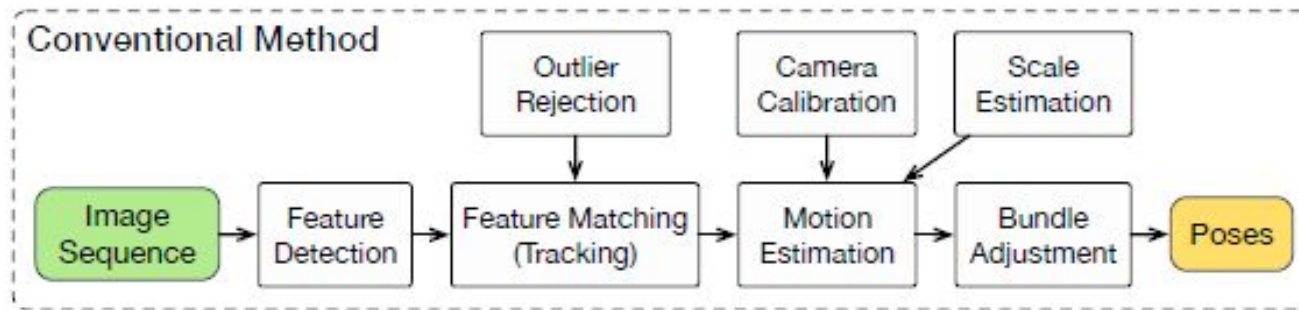 Conventional Method
Outlier
Rejection
Camera
Calibration
Scale
Estimation
Image
Sequence
Feature
Detection
Feature Matching
(Tracking)
Motion
Estimation
Bundle
Adjustment
Poses